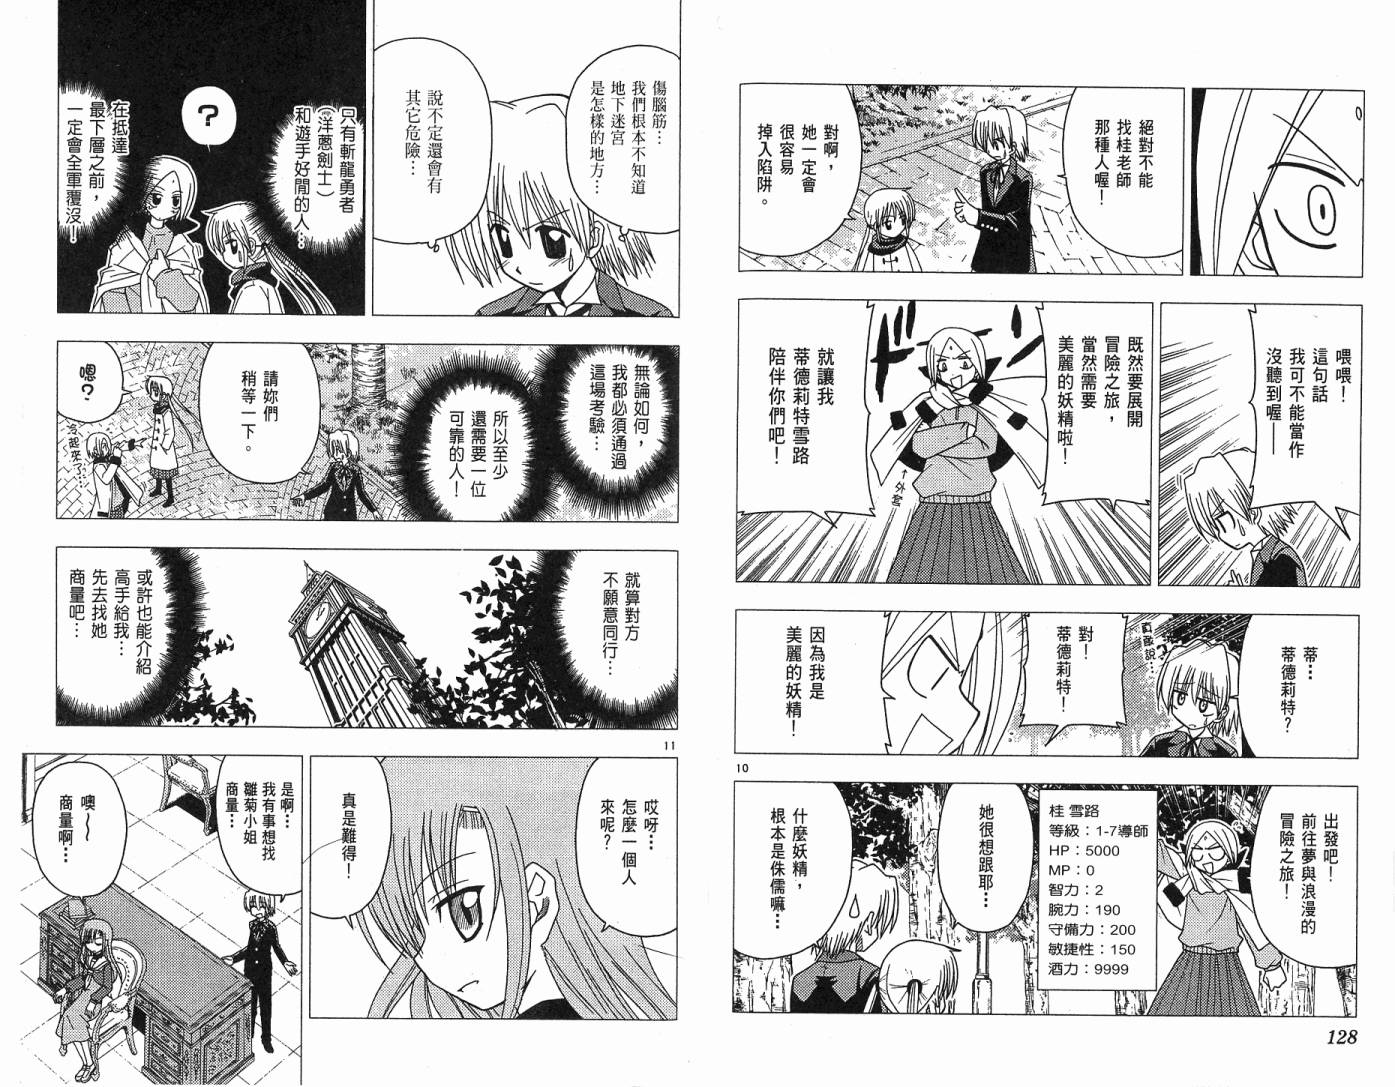 絕對不能
找桂老師
那種人喔！
對啊，
她一定會
很容易
掉入陷阱。
喂喂！
這句話
我可不能當作
沒聽到喔——
既然要展開
冒險之旅，
當然需要
美麗的妖精啦！
就讓我
蒂德莉特雪路
陪伴你們吧！
←外套
蒂…
蒂德莉特？
真敢說…
對！
蒂德莉特！
因為我是
美麗的妖精！
10
出發吧！
前往夢與浪漫的
冒險之旅！
桂 雪路
等級：1-7導師
HP：5000
MP：0
智力：2
腕力：190
守備力：200
敏捷性：150
酒力：9999
她很想跟耶…
什麼妖精，
根本是侏儒嘛…
128
傷腦筋…
我們根本不知道
地下迷宮
是怎樣的地方…
說不定還會有
其它危險…
只有斬龍勇者
（洋蔥劍士）
和遊手好閒的人…
？
在抵達
最下層之前，
一定會全軍覆沒！
無論如何，
我都必須通過
這場考驗…
所以至少
還需要一位
可靠的人！
請妳們
稍等一下。
嗯？
冷起來了…
就算對方
不願意同行…
或許也能介紹
高手給我…
先去找她
商量吧…
11
哎呀…
怎麼一個人
來呢？
真是難得！
是啊…
我有事想找
雛菊小姐
商量…
噢～
商量啊…